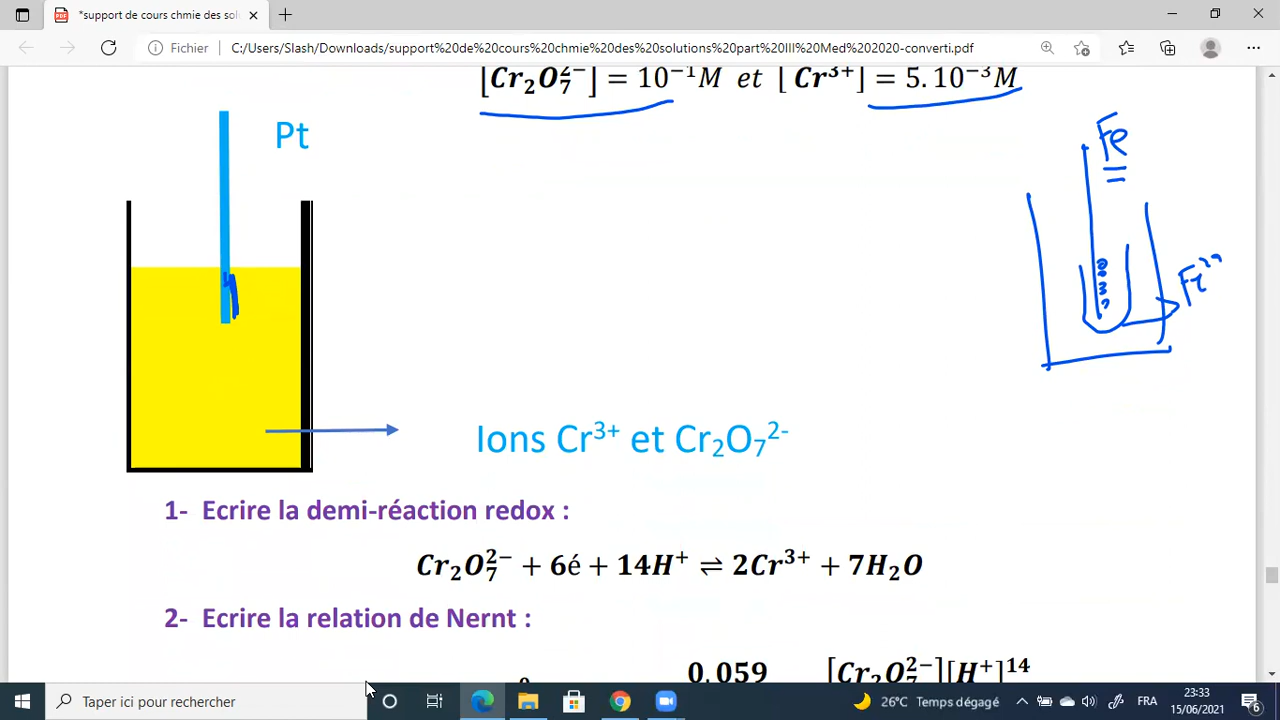 *support de cours chmie des sol
Fichier
C:/Users/Slash/Downloads/support%20de%20cours%20chmie%20des%20solutions%20part%20III%20Med%202020-converti.pdf
[Cr₂O₇²⁻] = 10⁻¹M et [Cr³⁺] = 5.10⁻³M
Pt
Fe
Ions Cr³⁺ et Cr₂O₇²⁻
1- Ecrire la demi-réaction redox :
Cr₂O₇²⁻ + 6é + 14H⁺ ⇌ 2Cr³⁺ + 7H₂O
2- Ecrire la relation de Nernt :
0,059 [Cr₂O₇²⁻][H⁺]¹⁴
Taper ici pour rechercher
26°C Temps dégagé
FRA
23:33
15/06/2021
6